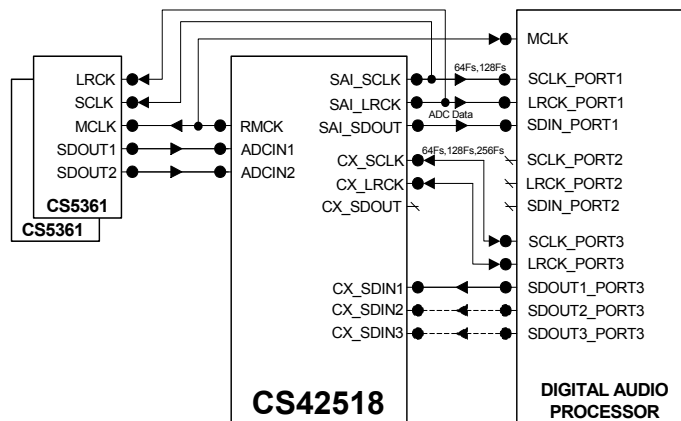 MCLK
LRCK
SCLK
MCLK
SDOUT1
SDOUT2
CS5361
CS5361
RMCK
ADCIN1
ADCIN2
SAI_SCLK
SAI_LRCK
SAI_SDOUT
CX_SCLK
CX_LRCK
CX_SDOUT
CX_SDIN1
CX_SDIN2
CX_SDIN3
CS42518
64Fs,128Fs
ADC Data
64Fs,128Fs,256Fs
SCLK_PORT1
LRCK_PORT1
SDIN_PORT1
SCLK_PORT2
LRCK_PORT2
SDIN_PORT2
SCLK_PORT3
LRCK_PORT3
SDOUT1_PORT3
SDOUT2_PORT3
SDOUT3_PORT3
DIGITAL AUDIO
PROCESSOR